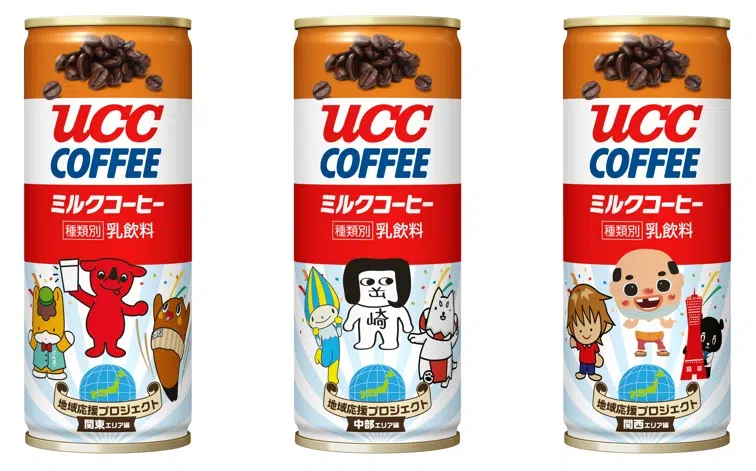 UCC
COFFEE
ミルクコーヒー
種類別 乳飲料
地域応援プロジェクト
関東エリア編
UCC
COFFEE
ミルクコーヒー
種類別 乳飲料
崎
地域応援プロジェクト
中部エリア編
UCC
COFFEE
ミルクコーヒー
種類別 乳飲料
地域応援プロジェクト
関西エリア編